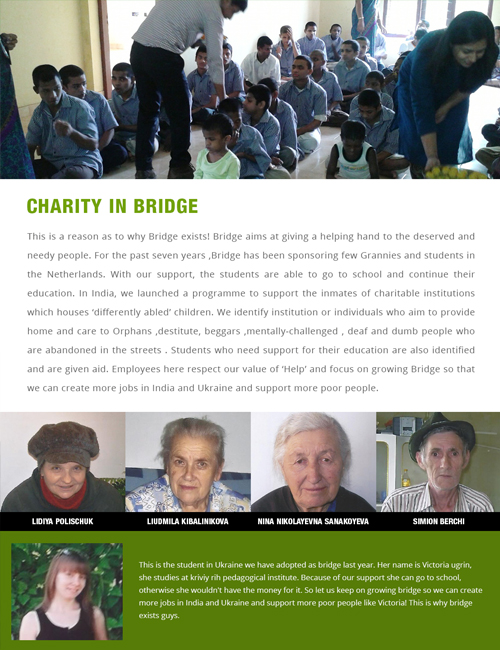 CHARITY IN BRIDGE
This is a reason as to why Bridge exists! Bridge aims at giving a helping hand to the deserved and
needy people. For the past seven years ,Bridge has been sponsoring few Grannies and students in
the Netherlands. With our support, the students are able to go to school and continue their
education. In India, we launched a programme to support the inmates of charitable institutions
which houses 'differently abled' children. We identify institution or individuals who aim to provide
home and care to Orphans ,destitute, beggars ,mentally-challenged , deaf and dumb people who
are abandoned in the streets . Students who need support for their education are also identified
and are given aid. Employees here respect our value of 'Help' and focus on growing Bridge so that
we can create more jobs in India and Ukraine and support more poor people.
LIDIYA POLISCHUK
LIUDMILA KIBALINIKOVA
NINA NIKOLAYEVNA SANAKOYEVA
SIMION BERCHI
This is the student in Ukraine we have adopted as bridge last year. Her name is Victoria ugrin,
she studies at kriviy rih pedagogical institute. Because of our support she can go to school,
otherwise she wouldn't have the money for it. So let us keep on growing bridge so we can create
more jobs in India and Ukraine and support more poor people like Victoria! This is why bridge
exists guys.